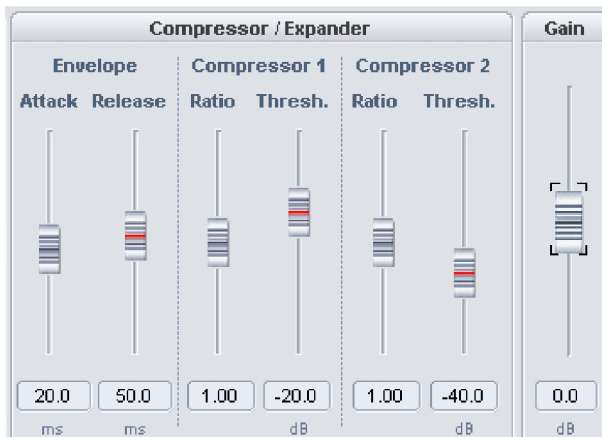 Compressor / Expander
Gain
Envelope
Compressor 1
Compressor 2
Attack Release
Ratio Thresh.
Ratio Thresh.
20.0 50.0 1.00 -20.0 1.00 -40.0 0.0
ms ms dB dB dB